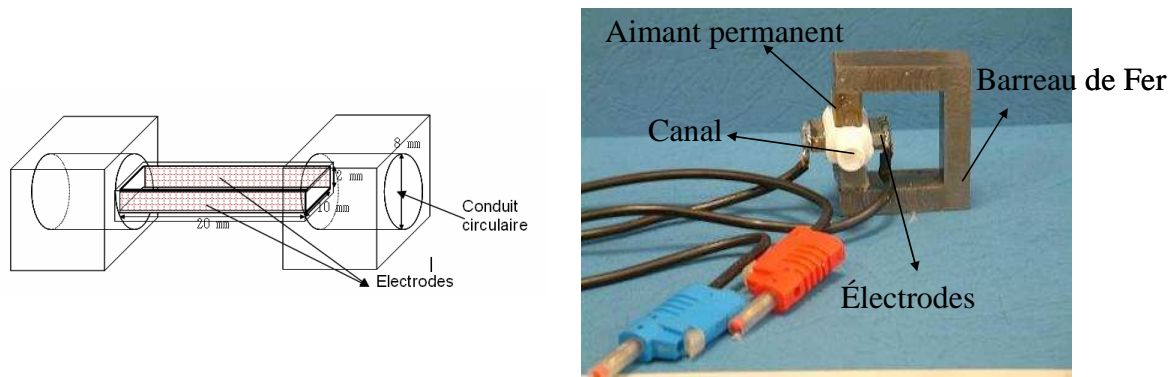 8 mm
2 mm
10 mm
20 mm
Conduit
circulaire
Electrodes
Aimant permanent
Barreau de Fer
Canal
Électrodes